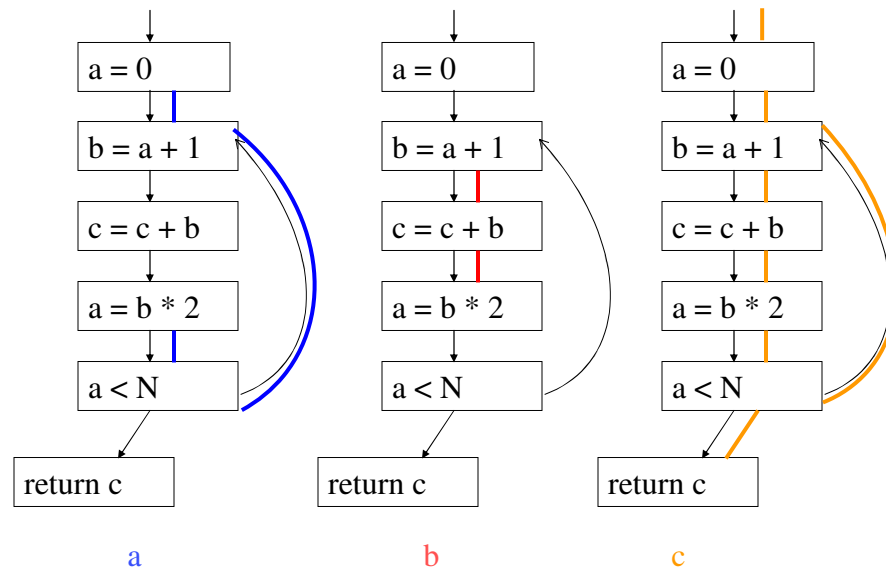 a = 0
b = a + 1
c = c + b
a = b * 2
a < N
return c
a
a = 0
b = a + 1
c = c + b
a = b * 2
a < N
return c
b
a = 0
b = a + 1
c = c + b
a = b * 2
a < N
return c
c